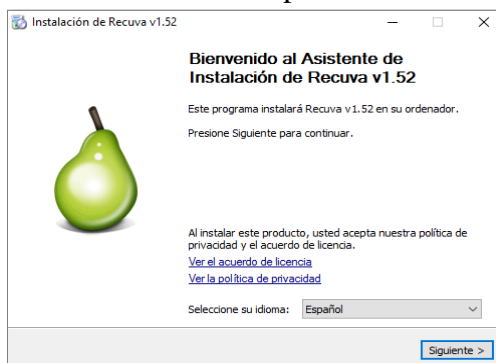 Instalación de Recuva v1.52
Bienvenido al Asistente de
Instalación de Recuva v1.52
Este programa instalará Recuva v1.52 en su ordenador.
Presione Siguiente para continuar.
Al instalar este producto, usted acepta nuestra política de
privacidad y el acuerdo de licencia.
Ver el acuerdo de licencia
Ver la política de privacidad
Seleccione su idioma: Español
Siguiente >